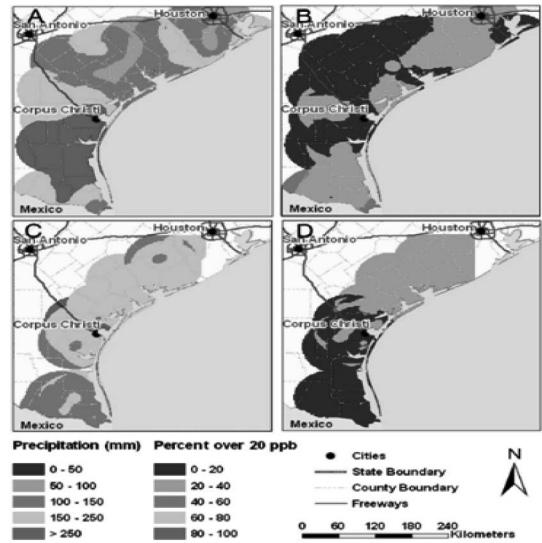 A
Houston
San Antonio
Corpus Christi
Mexico
B
Houston
San Antonio
Corpus Christi
Mexico
C
Houston
San Antonio
Corpus Christi
Mexico
D
Houston
San Antonio
Corpus Christi
Mexico
Precipitation (mm)
0 - 50
50 - 100
100 - 150
150 - 250
> 250
Percent over 20 ppb
0 - 20
20 - 40
40 - 60
60 - 80
80 - 100
Cities
State Boundary
County Boundary
Freeways
N
0 60 120 180 240
Kilometers